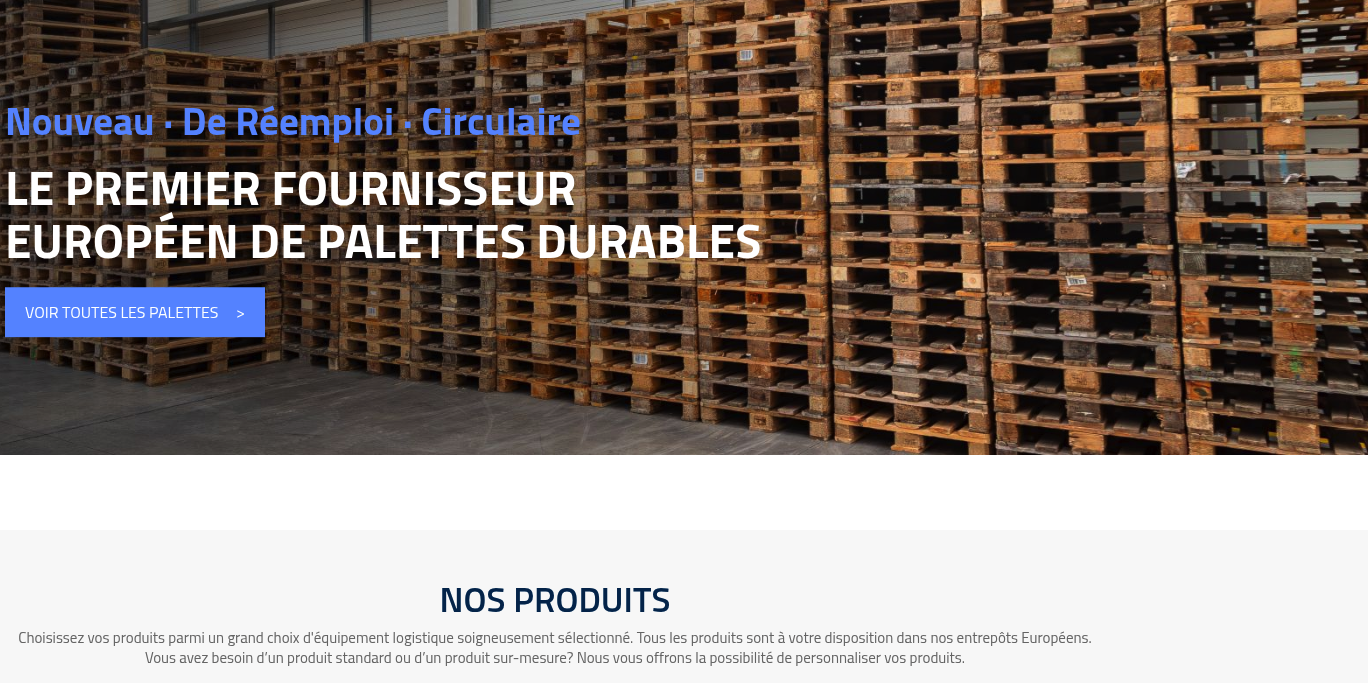 Nouveau · De Réemploi · Circulaire
LE PREMIER FOURNISSEUR
EUROPÉEN DE PALETTES DURABLES
VOIR TOUTES LES PALETTES >
NOS PRODUITS
Choisissez vos produits parmi un grand choix d'équipement logistique soigneusement sélectionné. Tous les produits sont à votre disposition dans nos entrepôts Européens.
Vous avez besoin d’un produit standard ou d’un produit sur-mesure? Nous vous offrons la possibilité de personnaliser vos produits.